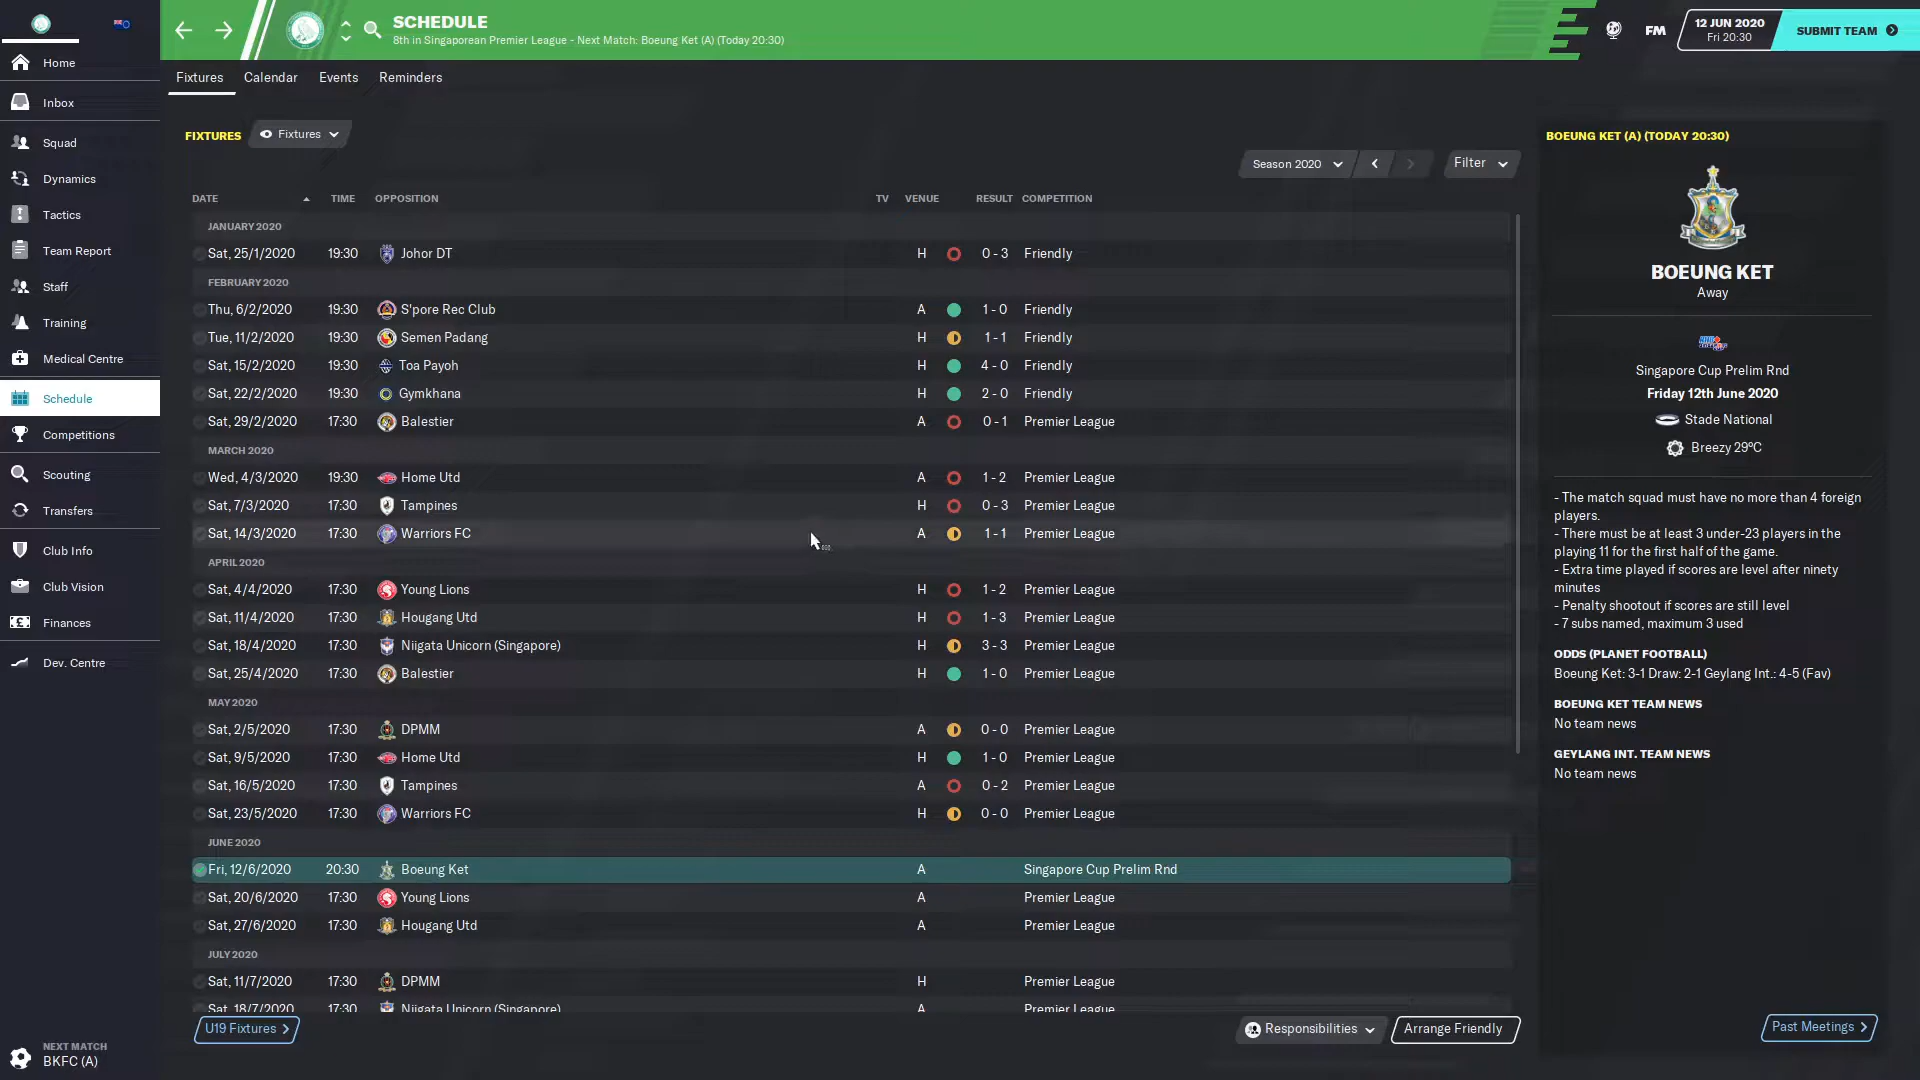 SCHEDULE
8th in Singaporean Premier League - Next Match: Boeung Ket (A) (Today 20:30)
FM
12 JUN 2020
Fri 20:30
SUBMIT TEAM
Home
Inbox
Squad
Dynamics
Tactics
Team Report
Staff
Training
Medical Centre
Schedule
Competitions
Scouting
Transfers
Club Info
Club Vision
Finances
Dev. Centre
NEXT MATCH
BKFC (A)
Fixtures Calendar Events Reminders
FIXTURES Fixtures
Season 2020 Filter
DATE TIME OPPOSITION TV VENUE RESULT COMPETITION
JANUARY 2020
Sat, 25/1/2020 19:30 Johor DT H 0 - 3 Friendly
FEBRUARY 2020
Thu, 6/2/2020 19:30 S'pore Rec Club A 1 - 0 Friendly
Tue, 11/2/2020 19:30 Semen Padang H 1 - 1 Friendly
Sat, 15/2/2020 19:30 Toa Payoh H 4 - 0 Friendly
Sat, 22/2/2020 19:30 Gymkhana H 2 - 0 Friendly
Sat, 29/2/2020 17:30 Balestier A 0 - 1 Premier League
MARCH 2020
Wed, 4/3/2020 19:30 Home Utd A 1 - 2 Premier League
Sat, 7/3/2020 17:30 Tampines H 0 - 3 Premier League
Sat, 14/3/2020 17:30 Warriors FC A 1 - 1 Premier League
APRIL 2020
Sat, 4/4/2020 17:30 Young Lions H 1 - 2 Premier League
Sat, 11/4/2020 17:30 Hougang Utd H 1 - 3 Premier League
Sat, 18/4/2020 17:30 Niigata Unicorn (Singapore) H 3 - 3 Premier League
Sat, 25/4/2020 17:30 Balestier H 1 - 0 Premier League
MAY 2020
Sat, 2/5/2020 17:30 DPMM A 0 - 0 Premier League
Sat, 9/5/2020 17:30 Home Utd H 1 - 0 Premier League
Sat, 16/5/2020 17:30 Tampines A 0 - 2 Premier League
Sat, 23/5/2020 17:30 Warriors FC H 0 - 0 Premier League
JUNE 2020
Fri, 12/6/2020 20:30 Boeung Ket A Singapore Cup Prelim Rnd
Sat, 20/6/2020 17:30 Young Lions A Premier League
Sat, 27/6/2020 17:30 Hougang Utd A Premier League
JULY 2020
Sat, 11/7/2020 17:30 DPMM H Premier League
Sat, 18/7/2020 17:30 Niigata Unicorn (Singapore) A Premier League
U19 Fixtures Responsibilities Arrange Friendly
BOEUNG KET (A) (TODAY 20:30)
BOEUNG KET
Away
Singapore Cup Prelim Rnd
Friday 12th June 2020
Stade National
Breezy 29ºC
- The match squad must have no more than 4 foreign
players.
- There must be at least 3 under-23 players in the
playing 11 for the first half of the game.
- Extra time played if scores are level after ninety
minutes
- Penalty shootout if scores are still level
- 7 subs named, maximum 3 used
ODDS (PLANET FOOTBALL)
Boeung Ket: 3-1 Draw: 2-1 Geylang Int.: 4-5 (Fav)
BOEUNG KET TEAM NEWS
No team news
GEYLANG INT. TEAM NEWS
No team news
Past Meetings